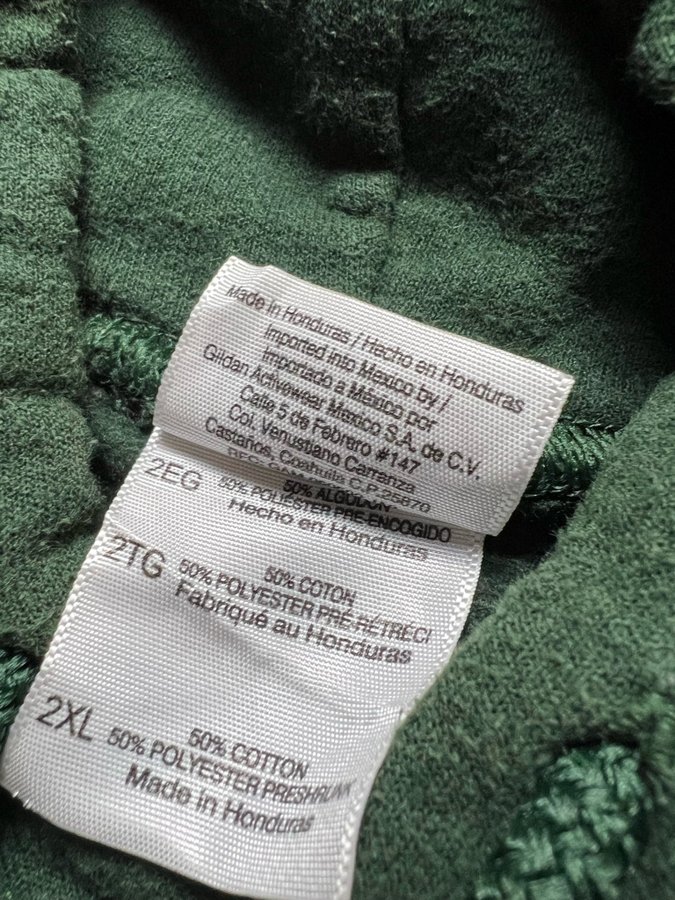 Made in Honduras / Hecho en Honduras
Imported into Mexico by /
Importado a México por
Gildan Activewear Mexico S.A. de C.V.
Calle 5 de Febrero #147
Col. Venustiano Carranza
Castaños, Coahuila C.P. 25870
2EG
50% ALGODON
50% POLYESTER PRE-ENCOGIDO
Hecho en Honduras
2TG
50% COTON
50% POLYESTER PRÉ-RÉTRÉCI
Fabriqué au Honduras
2XL
50% COTTON
50% POLYESTER PRESHRUNK
Made in Honduras